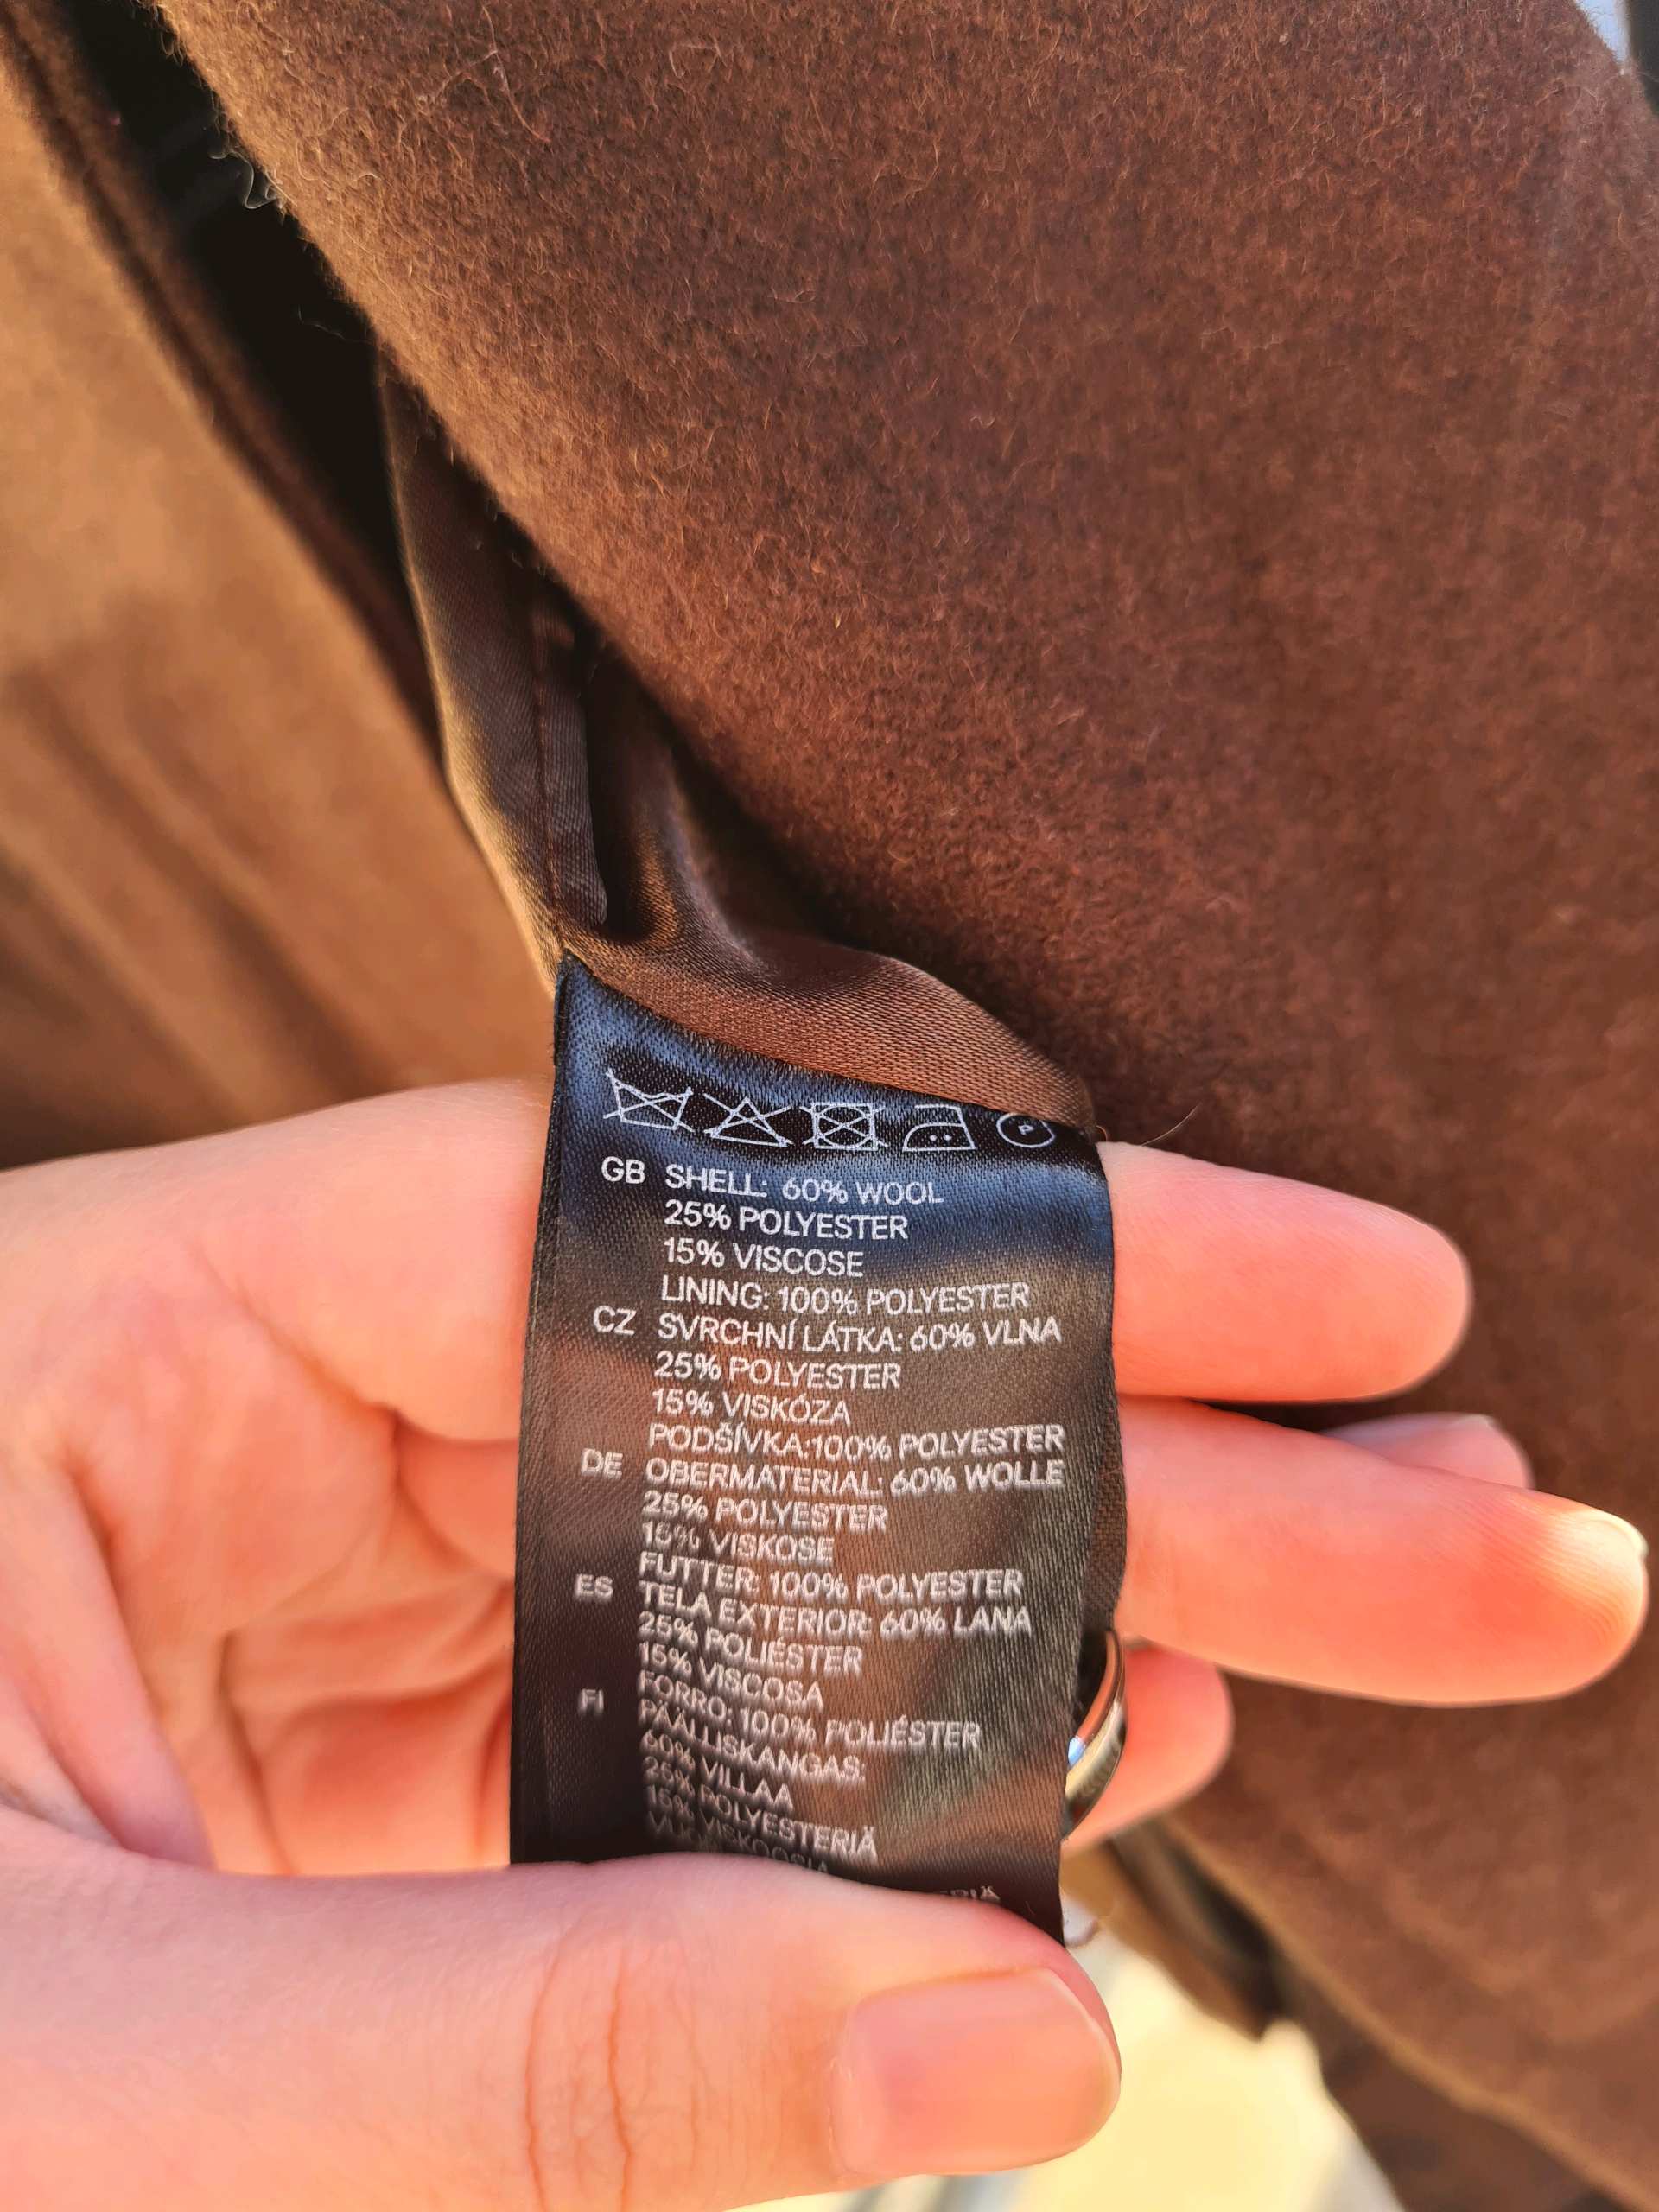 P
GB SHELL: 60% WOOL
25% POLYESTER
15% VISCOSE
LINING: 100% POLYESTER
CZ SVRCHNÍ LÁTKA: 60% VLNA
25% POLYESTER
15% VISKÓZA
PODŠÍVKA:100% POLYESTER
DE OBERMATERIAL: 60% WOLLE
25% POLYESTER
15% VISKOSE
FUTTER: 100% POLYESTER
ES TELA EXTERIOR: 60% LANA
25% POLIÉSTER
15% VISCOSA
FORRO: 100% POLIÉSTER
FI PÄÄLLISKANGAS:
60% VILLAA
25% POLYESTERIÄ
15% VISKOOSIA